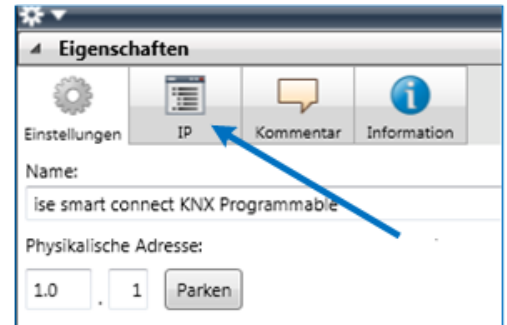 Eigenschaften
Einstellungen IP Kommentar Information
Name:
ise smart connect KNX Programmable
Physikalische Adresse:
1.0 . 1 Parken